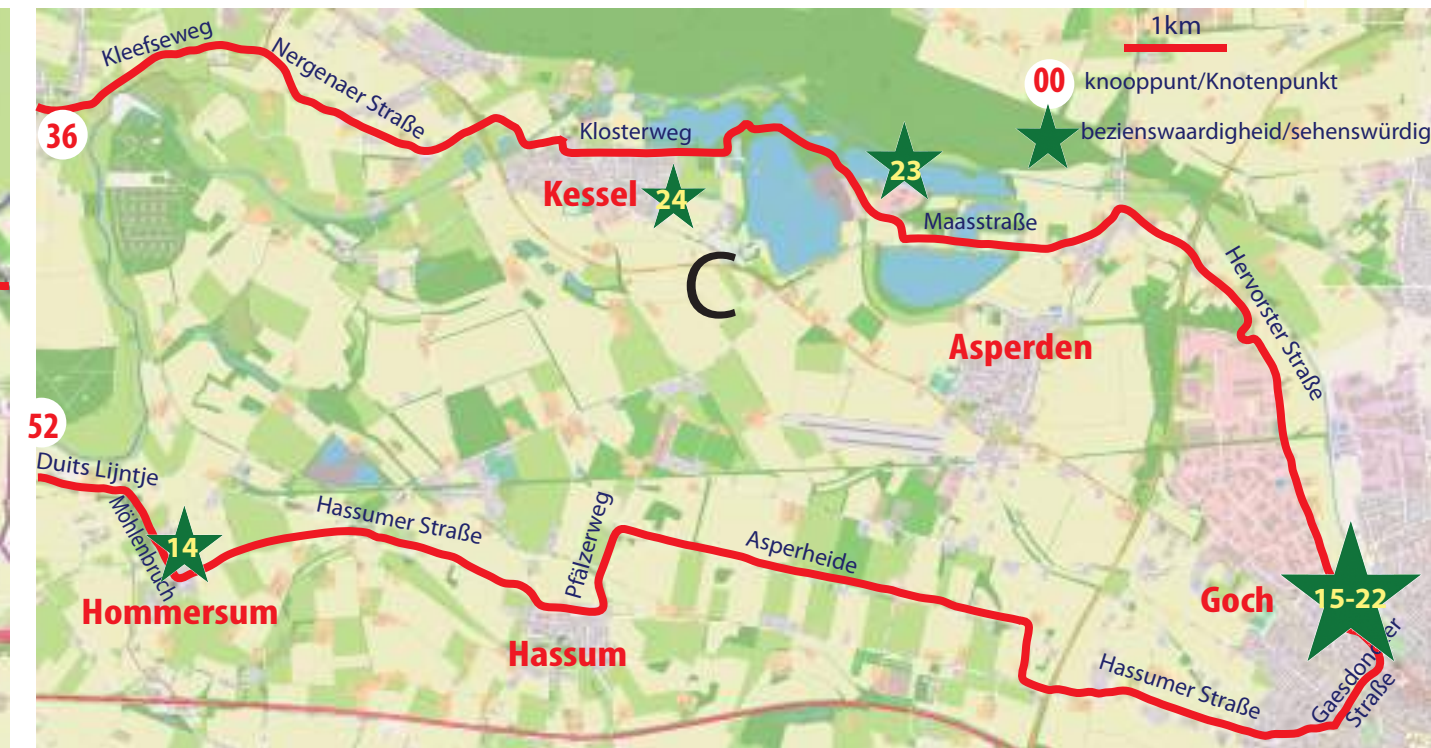 Kleefseweg
Nergenaer Straße
1km
00 knooppunt/Knotenpunkt
bezienswaardigheid/sehenswürdig
36
Klosterweg
Kessel
24
23
Maasstraße
C
Hervorster Straße
Asperden
52
Duits Lijntje
Möhlenbruch
14
Hassumer Straße
Pfälzerweg
Asperheide
Hommersum
Hassum
Goch
15-22
Hassumer Straße
Gaesdoncker
Straße